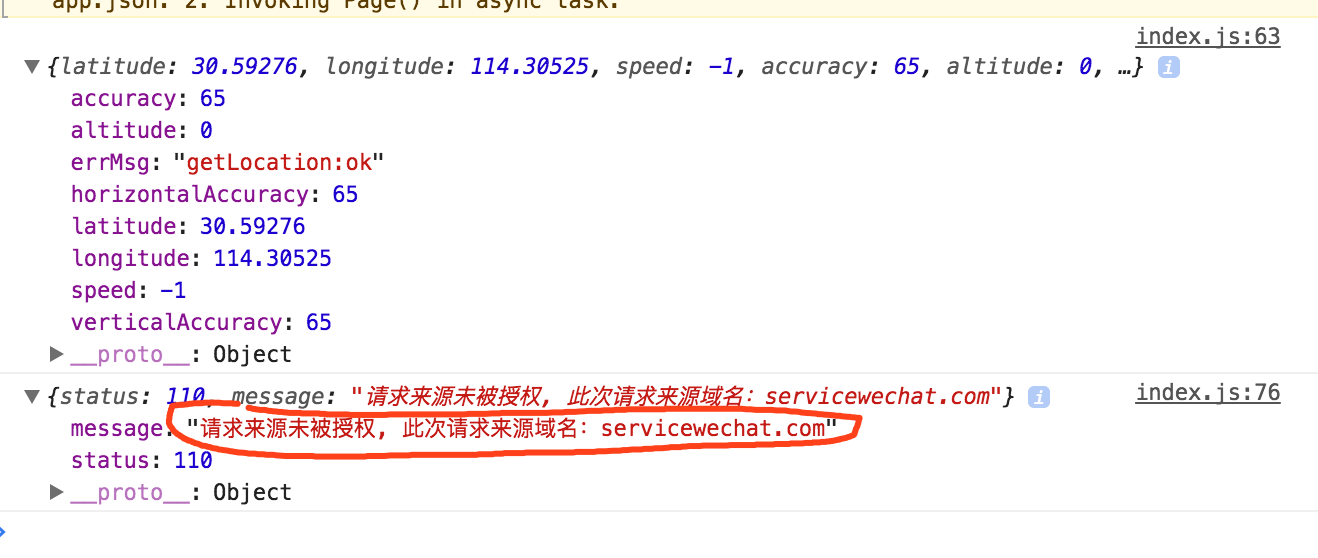 app.json. 2. Invoking Page() in async task.
index.js:63
▼ {latitude: 30.59276, longitude: 114.30525, speed: -1, accuracy: 65, altitude: 0, …} i
accuracy: 65
altitude: 0
errMsg: "getLocation:ok"
horizontalAccuracy: 65
latitude: 30.59276
longitude: 114.30525
speed: -1
verticalAccuracy: 65
▶ __proto__: Object
▼ {status: 110, message: "请求来源未被授权, 此次请求来源域名: servicewechat.com"} i index.js:76
message: "请求来源未被授权, 此次请求来源域名: servicewechat.com"
status: 110
▶ __proto__: Object